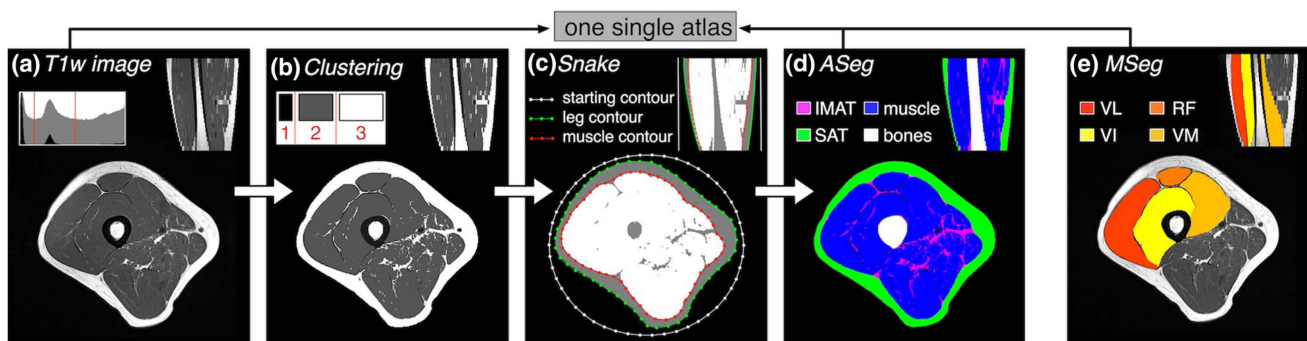 one single atlas
(a) T1w image
(b) Clustering
1 2 3
(c) Snake
starting contour
leg contour
muscle contour
(d) ASeg
IMAT muscle
SAT bones
(e) MSeg
VL RF
VI VM